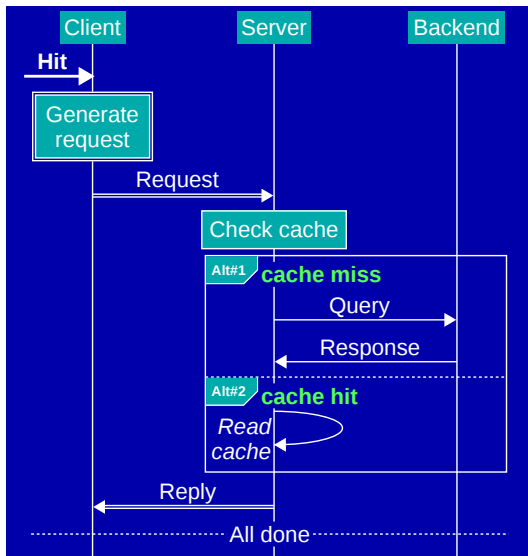 Client Server Backend
Hit
Generate
request
Request
Check cache
Alt#1 cache miss
Query
Response
Alt#2 cache hit
Read
cache
Reply
All done